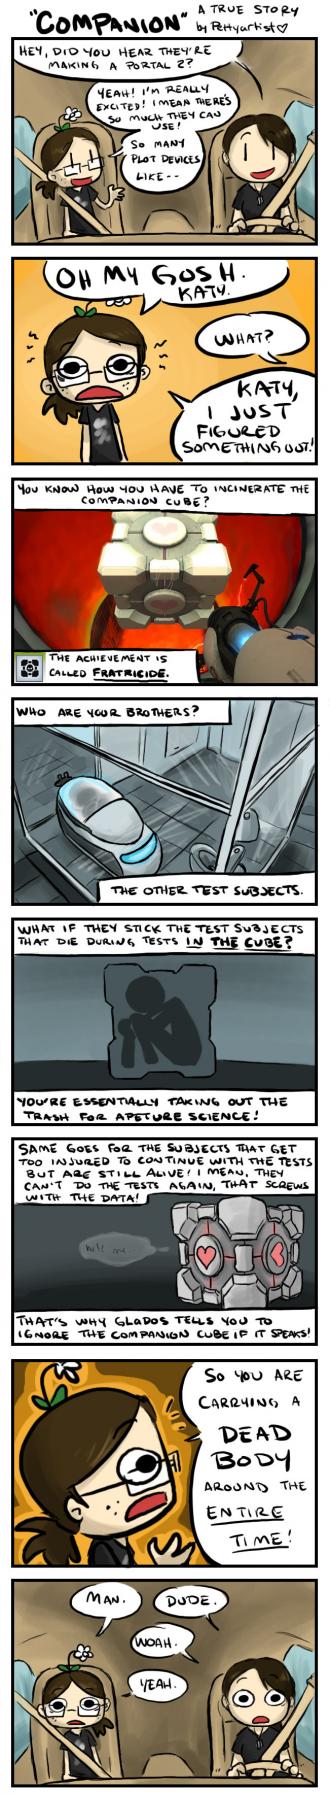 "COMPANION" A TRUE STORY
by Pettyartist♡
HEY, DID YOU HEAR THEY'RE
MAKING A PORTAL 2?
YEAH! I'M REALLY
EXCITED! I MEAN THERE'S
SO MUCH THEY CAN
USE!
SO MANY
PLOT DEVICES
LIKE--
OH MY GOSH.
KATY.
WHAT?
KATY,
I JUST
FIGURED
SOMETHING OUT!
YOU KNOW HOW YOU HAVE TO INCINERATE THE
COMPANION CUBE?
THE ACHIEVEMENT IS
CALLED FRATRICIDE.
WHO ARE YOUR BROTHERS?
THE OTHER TEST SUBJECTS.
WHAT IF THEY STICK THE TEST SUBJECTS
THAT DIE DURING TESTS IN THE CUBE?
YOU'RE ESSENTIALLY TAKING OUT THE
TRASH FOR APETURE SCIENCE!
SAME GOES FOR THE SUBJECTS THAT GET
TOO INJURED TO CONTINUE WITH THE TESTS
BUT ARE STILL ALIVE! I MEAN, THEY
CAN'T DO THE TESTS AGAIN, THAT SCREWS
WITH THE DATA!
help me...
THAT'S WHY GLADOS TELLS YOU TO
IGNORE THE COMPANION CUBE IF IT SPEAKS!
SO YOU ARE
CARRYING A
DEAD
BODY
AROUND THE
ENTIRE
TIME!
MAN.
DUDE.
WOAH.
YEAH.